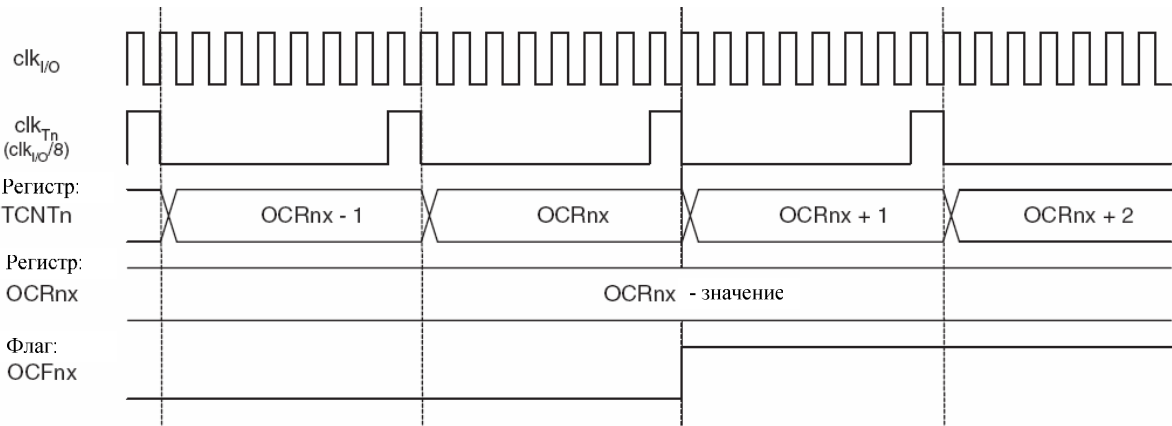 clkI/O
clkTn
(clkI/O/8)
Регистр:
TCNTn
OCRnx - 1
OCRnx
OCRnx + 1
OCRnx + 2
Регистр:
OCRnx
OCRnx - значение
Флаг:
OCFnx